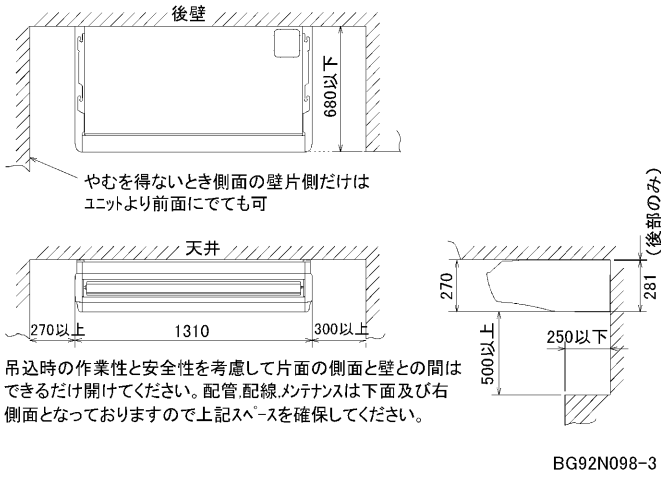 後壁
680以下
やむを得ないとき側面の壁片側だけは
ユニットより前面にでても可
天井
270以上
1310
300以上
270
281
(後部のみ)
500以上
250以下
吊込時の作業性と安全性を考慮して片面の側面と壁との間は
できるだけ開けてください。配管,配線,メンテナンスは下面及び右
側面となっておりますので上記スペースを確保してください。
BG92N098-3